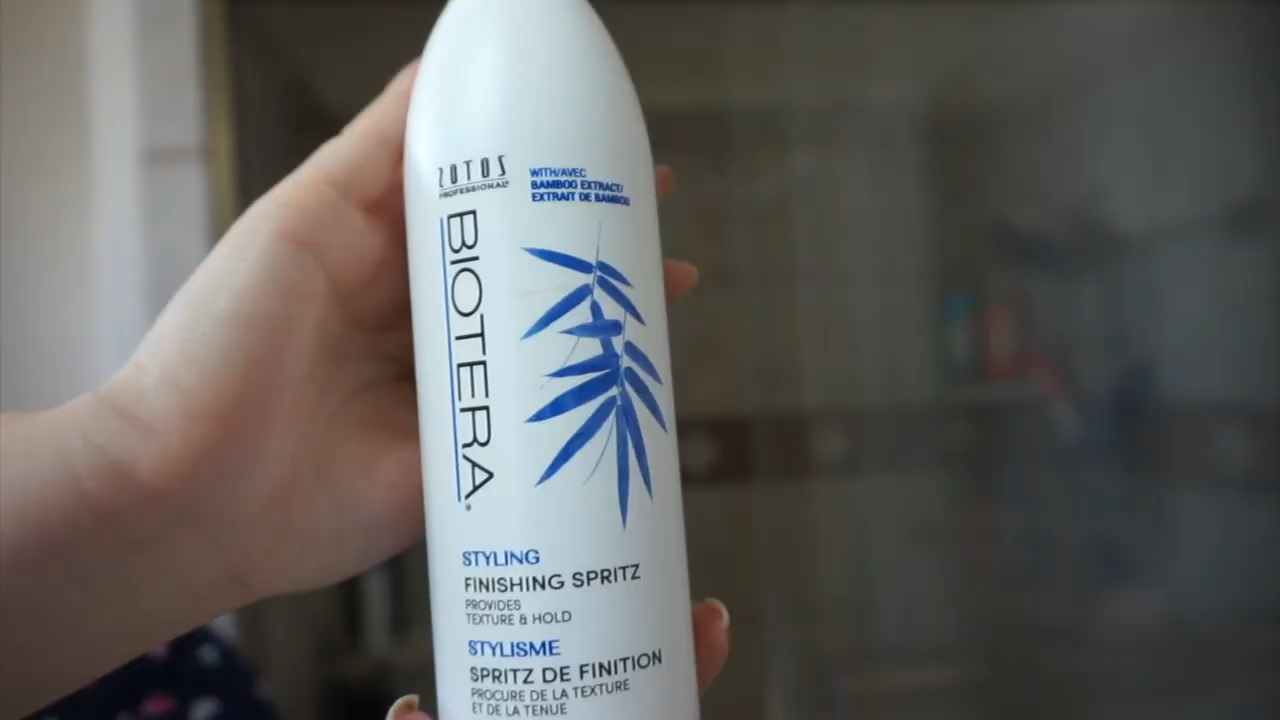 ZOTOS
PROFESSIONAL
WITH/AVEC
BAMBOO EXTRACT/
EXTRAIT DE BAMBOU
BIOTERA®
STYLING
FINISHING SPRITZ
PROVIDES
TEXTURE & HOLD
STYLISME
SPRITZ DE FINITION
PROCURE DE LA TEXTURE
ET DE LA TENUE